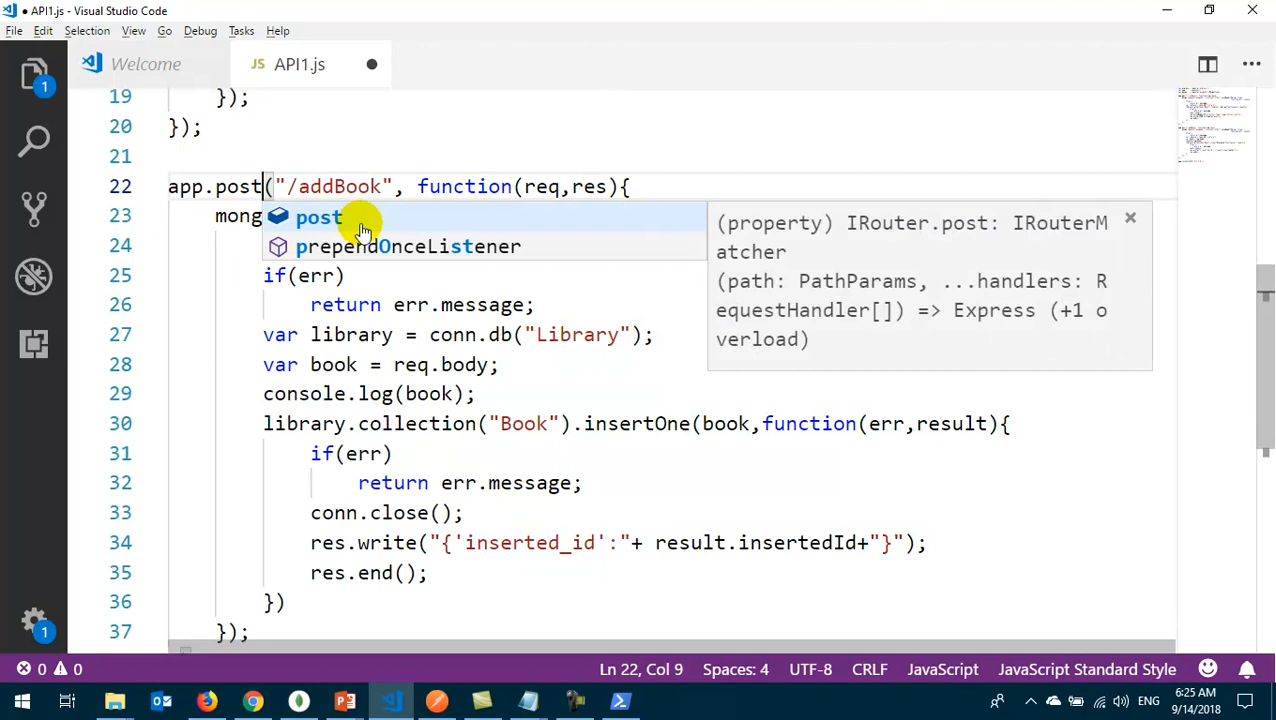 API1.js - Visual Studio Code
File Edit Selection View Go Debug Tasks Help
Welcome
JS API1.js
1
19 });
20 });
21
22 app.post("/addBook", function(req,res){
23 mong
post
prependOnceListener
(property) IRouter.post: IRouterM
atcher
(path: PathParams, ...handlers: R
equestHandler[]) => Express (+1 o
verload)
24
25 if(err)
26 return err.message;
27 var library = conn.db("Library");
28 var book = req.body;
29 console.log(book);
30 library.collection("Book").insertOne(book,function(err,result){
31 if(err)
32 return err.message;
33 conn.close();
34 res.write("{'inserted_id':"+ result.insertedId+"}");
35 res.end();
36 })
37 });
1
0 0 Ln 22, Col 9 Spaces: 4 UTF-8 CRLF JavaScript JavaScript Standard Style
ENG 6:25 AM
9/14/2018